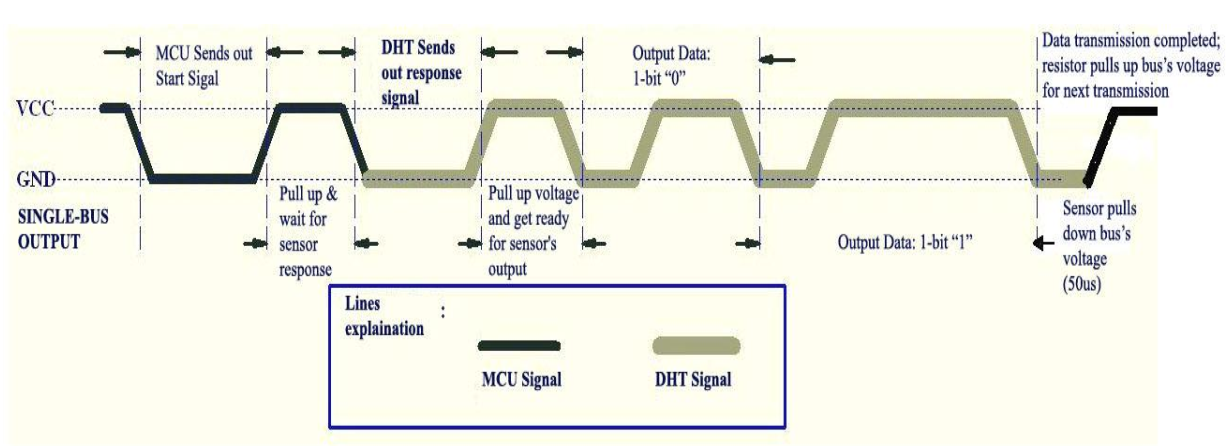 MCU Sends out
Start Sigal
DHT Sends
out response
signal
Output Data:
1-bit “0”
Data transmission completed;
resistor pulls up bus’s voltage
for next transmission
VCC
GND
SINGLE-BUS
OUTPUT
Pull up &
wait for
sensor
response
Pull up voltage
and get ready
for sensor's
output
Output Data: 1-bit “1”
Sensor pulls
down bus’s
voltage
(50us)
Lines
explaination :
MCU Signal
DHT Signal